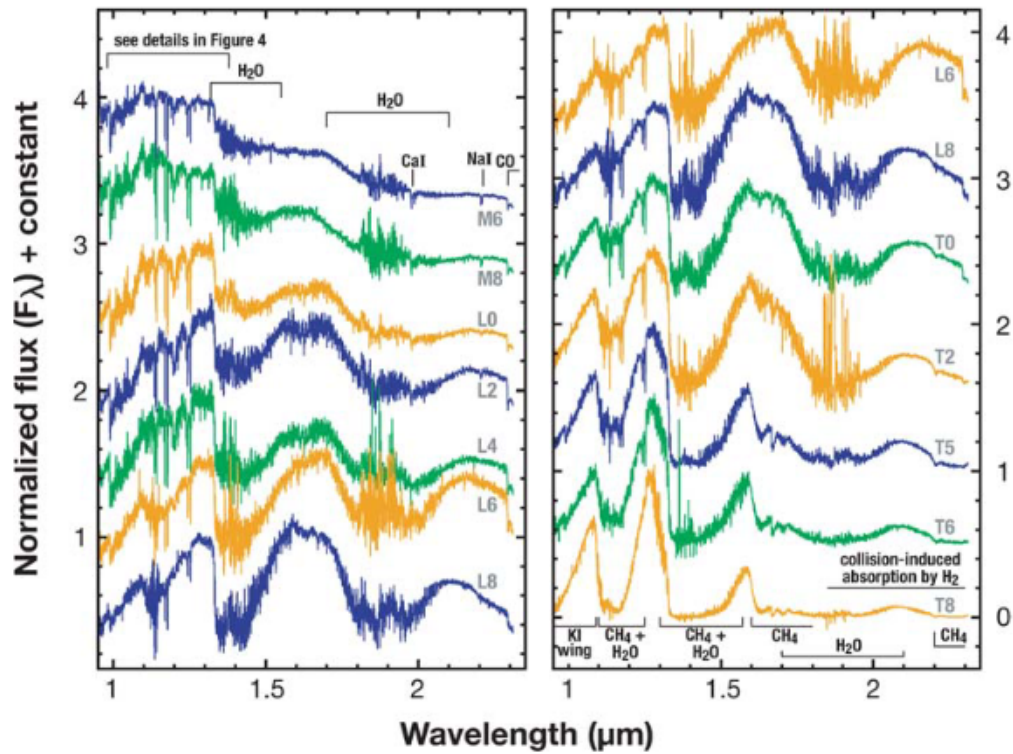 see details in Figure 4
H₂O
H₂O
CaI
NaI
CO
M6
M8
L0
L2
L4
L6
L8
4
3
2
1
1
1.5
2
L6
L8
T0
T2
T5
T6
collision-induced
absorption by H₂
T8
KI
wing
CH₄ +
H₂O
CH₄ +
H₂O
CH₄
H₂O
CH₄
4
3
2
1
0
1
1.5
2
Normalized flux (Fλ) + constant
Wavelength (μm)